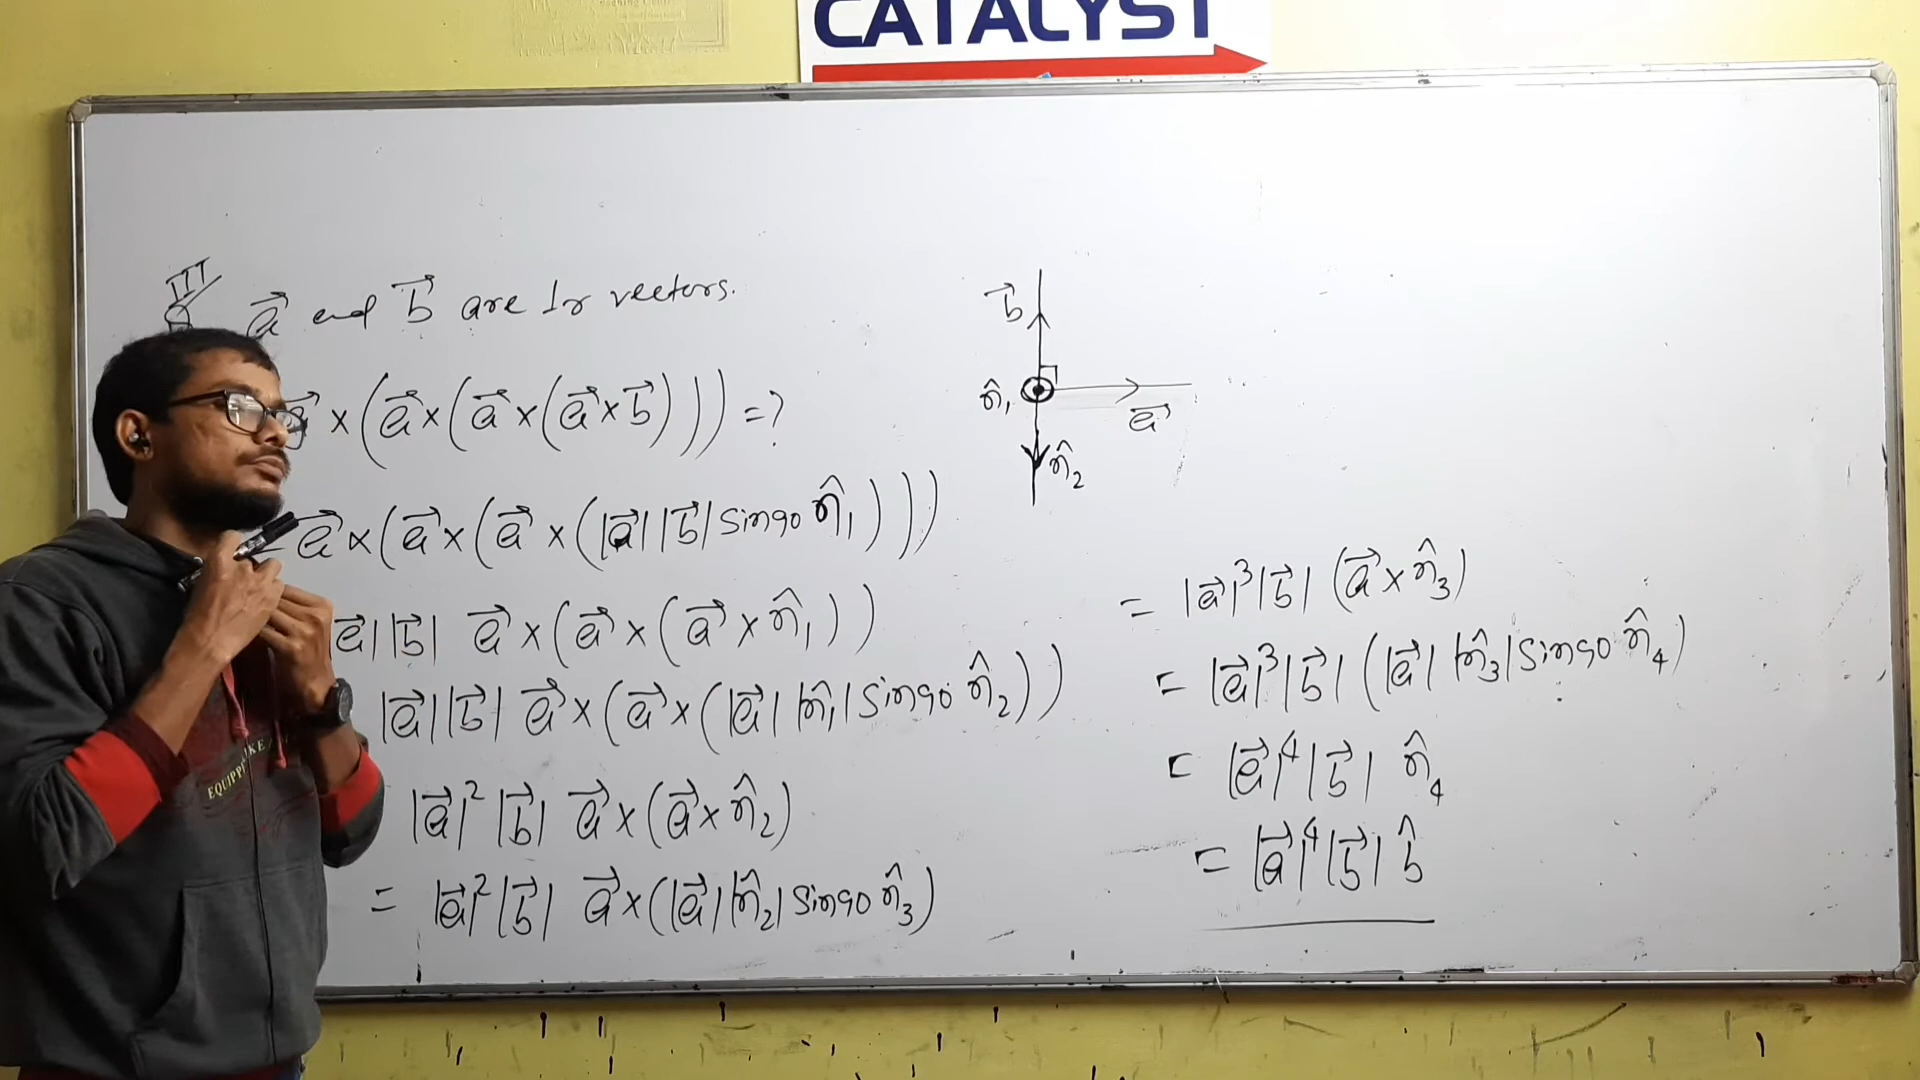 CATALYST
III
a⃗ and b⃗ are ⊥r vectors.
a⃗ × (a⃗ × (a⃗ × (a⃗ × b⃗))) = ?
= a⃗ × (a⃗ × (a⃗ × (|a⃗| |b⃗| sin90 n̂₁)))
|a⃗| |b⃗| a⃗ × (a⃗ × (a⃗ × n̂₁))
|a⃗| |b⃗| a⃗ × (a⃗ × (|a⃗| |n̂₁| sin90 n̂₂))
|a⃗|² |b⃗| a⃗ × (a⃗ × n̂₂)
= |a⃗|² |b⃗| a⃗ × (|a⃗| |n̂₂| sin90 n̂₃)
b⃗
n̂₁
a⃗
n̂₂
= |a⃗|³ |b⃗| (a⃗ × n̂₃)
= |a⃗|³ |b⃗| (|a⃗| |n̂₃| sin90 n̂₄)
= |a⃗|⁴ |b⃗| n̂₄
= |a⃗|⁴ |b⃗| b̂